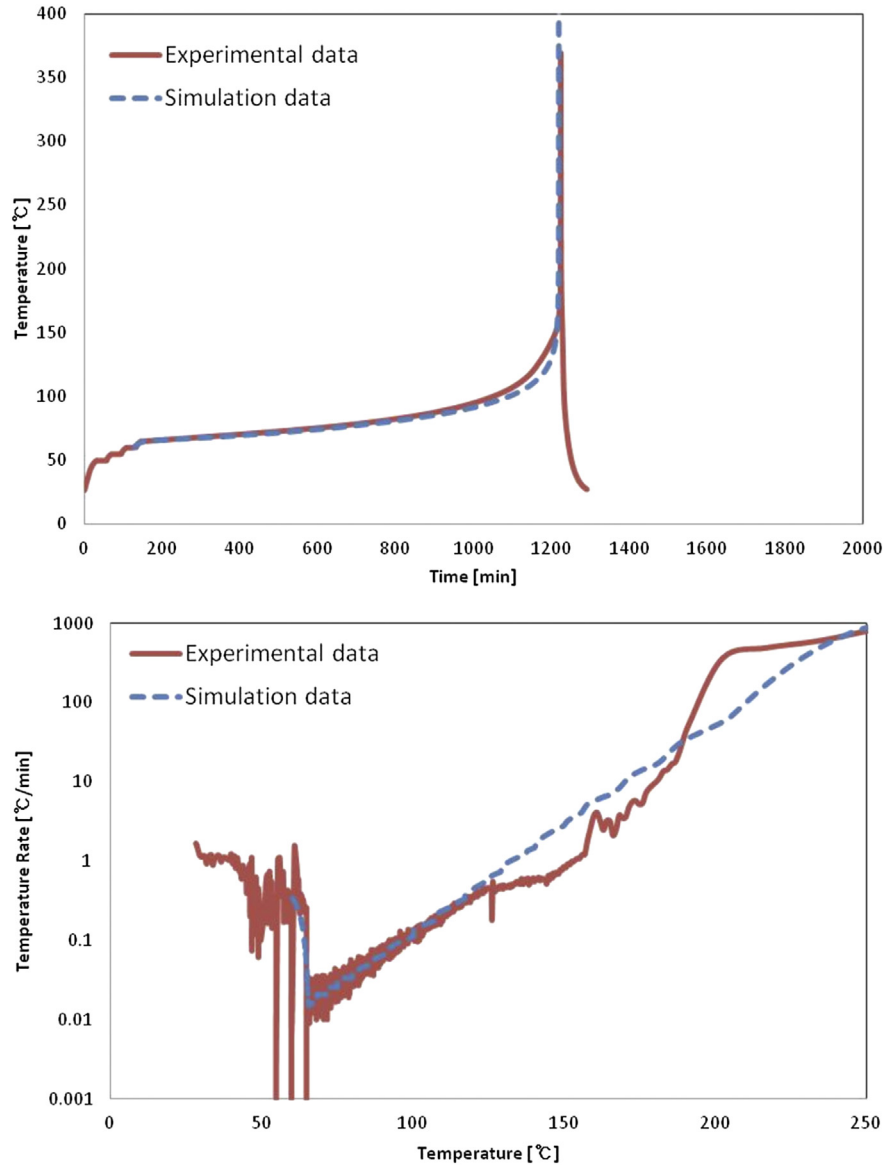 400
350
300
250
200
150
100
50
0
Temperature [℃]
Experimental data
Simulation data
0 200 400 600 800 1000 1200 1400 1600 1800 2000
Time [min]
1000
100
10
1
0.1
0.01
0.001
Temperature Rate [℃/min]
Experimental data
Simulation data
0 50 100 150 200 250
Temperature [℃]